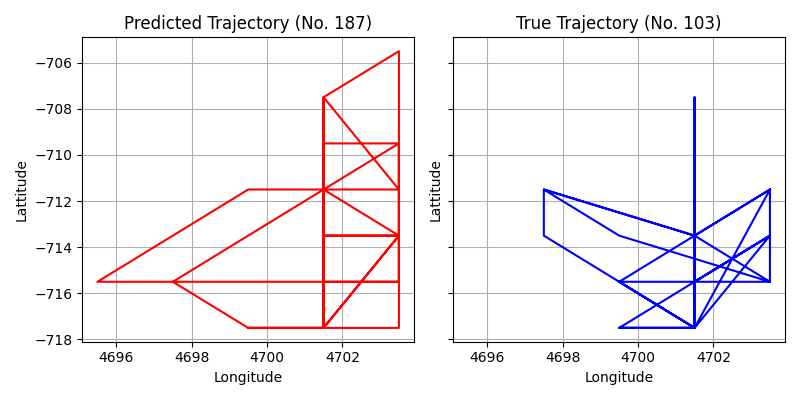 Predicted Trajectory (No. 187)
True Trajectory (No. 103)
−706
−708
−710
−712
−714
−716
−718
Lattitude
Lattitude
4696 4698 4700 4702
4696 4698 4700 4702
Longitude
Longitude